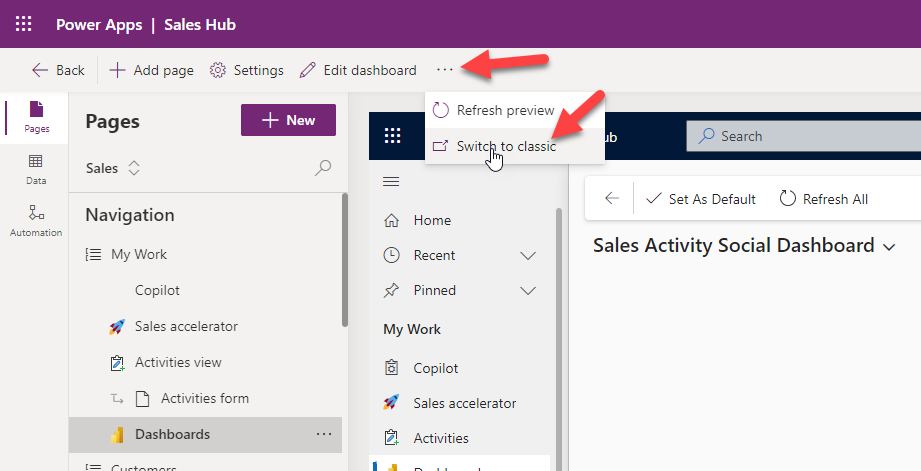 Power Apps | Sales Hub
Back
Add page
Settings
Edit dashboard
...
Refresh preview
Switch to classic
Pages
Data
Automation
Pages
New
Sales
Navigation
My Work
Copilot
Sales accelerator
Activities view
Activities form
Dashboards
...
Customers
ub
Search
Home
Recent
Pinned
My Work
Copilot
Sales accelerator
Activities
Set As Default
Refresh All
Sales Activity Social Dashboard